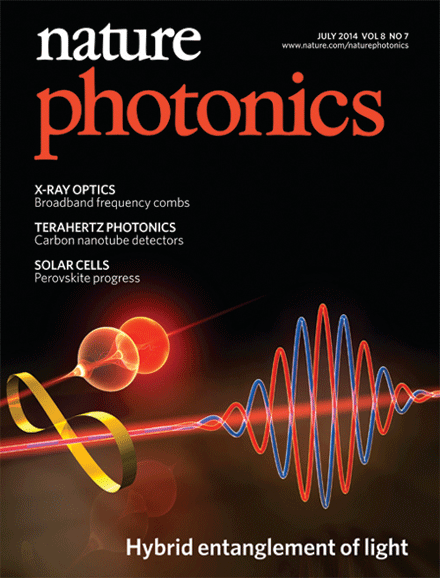 nature
JULY 2014 VOL 8 NO 7
www.nature.com/naturephotonics
photonics
X-RAY OPTICS
Broadband frequency combs
TERAHERTZ PHOTONICS
Carbon nanotube detectors
SOLAR CELLS
Perovskite progress
Hybrid entanglement of light